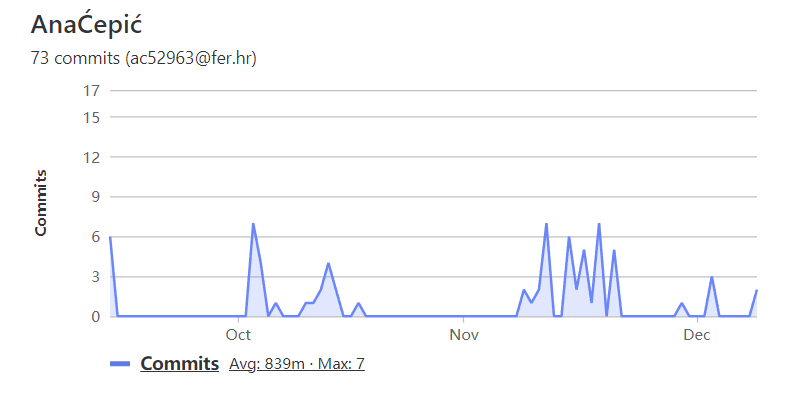 AnaĆepić
73 commits (ac52963@fer.hr)
17
15
12
9
6
3
0
Commits
Oct Nov Dec
Commits Avg: 839m · Max: 7